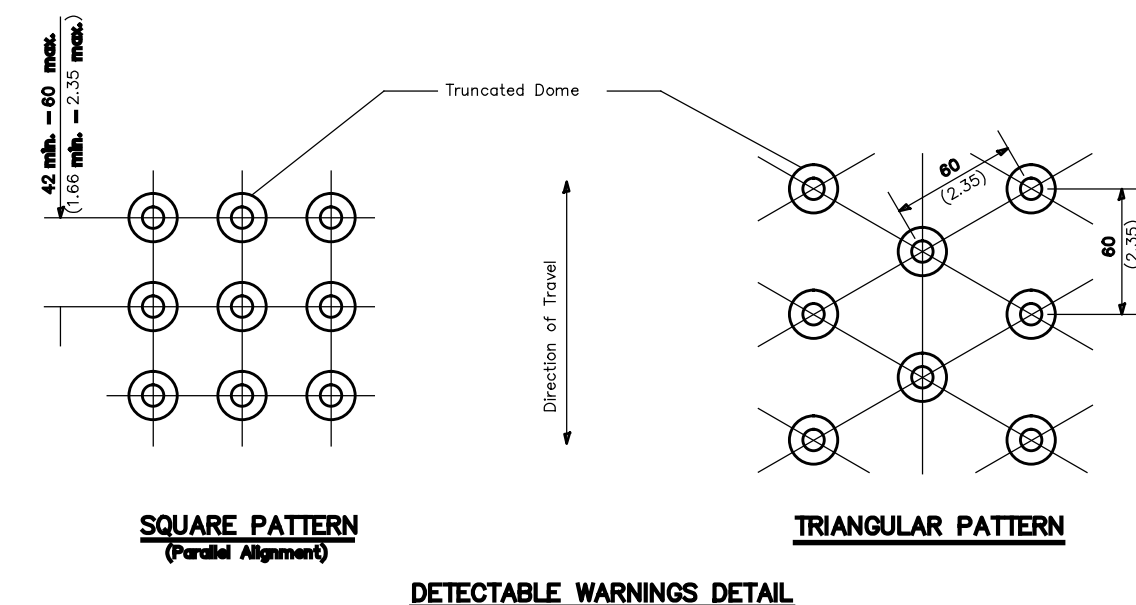 42 min. – 60 max.
(1.66 min. – 2.35 max.)
Truncated Dome
60
(2.35)
60
(2.35)
Direction of Travel
SQUARE PATTERN
(Parallel Alignment)
TRIANGULAR PATTERN
DETECTABLE WARNINGS DETAIL